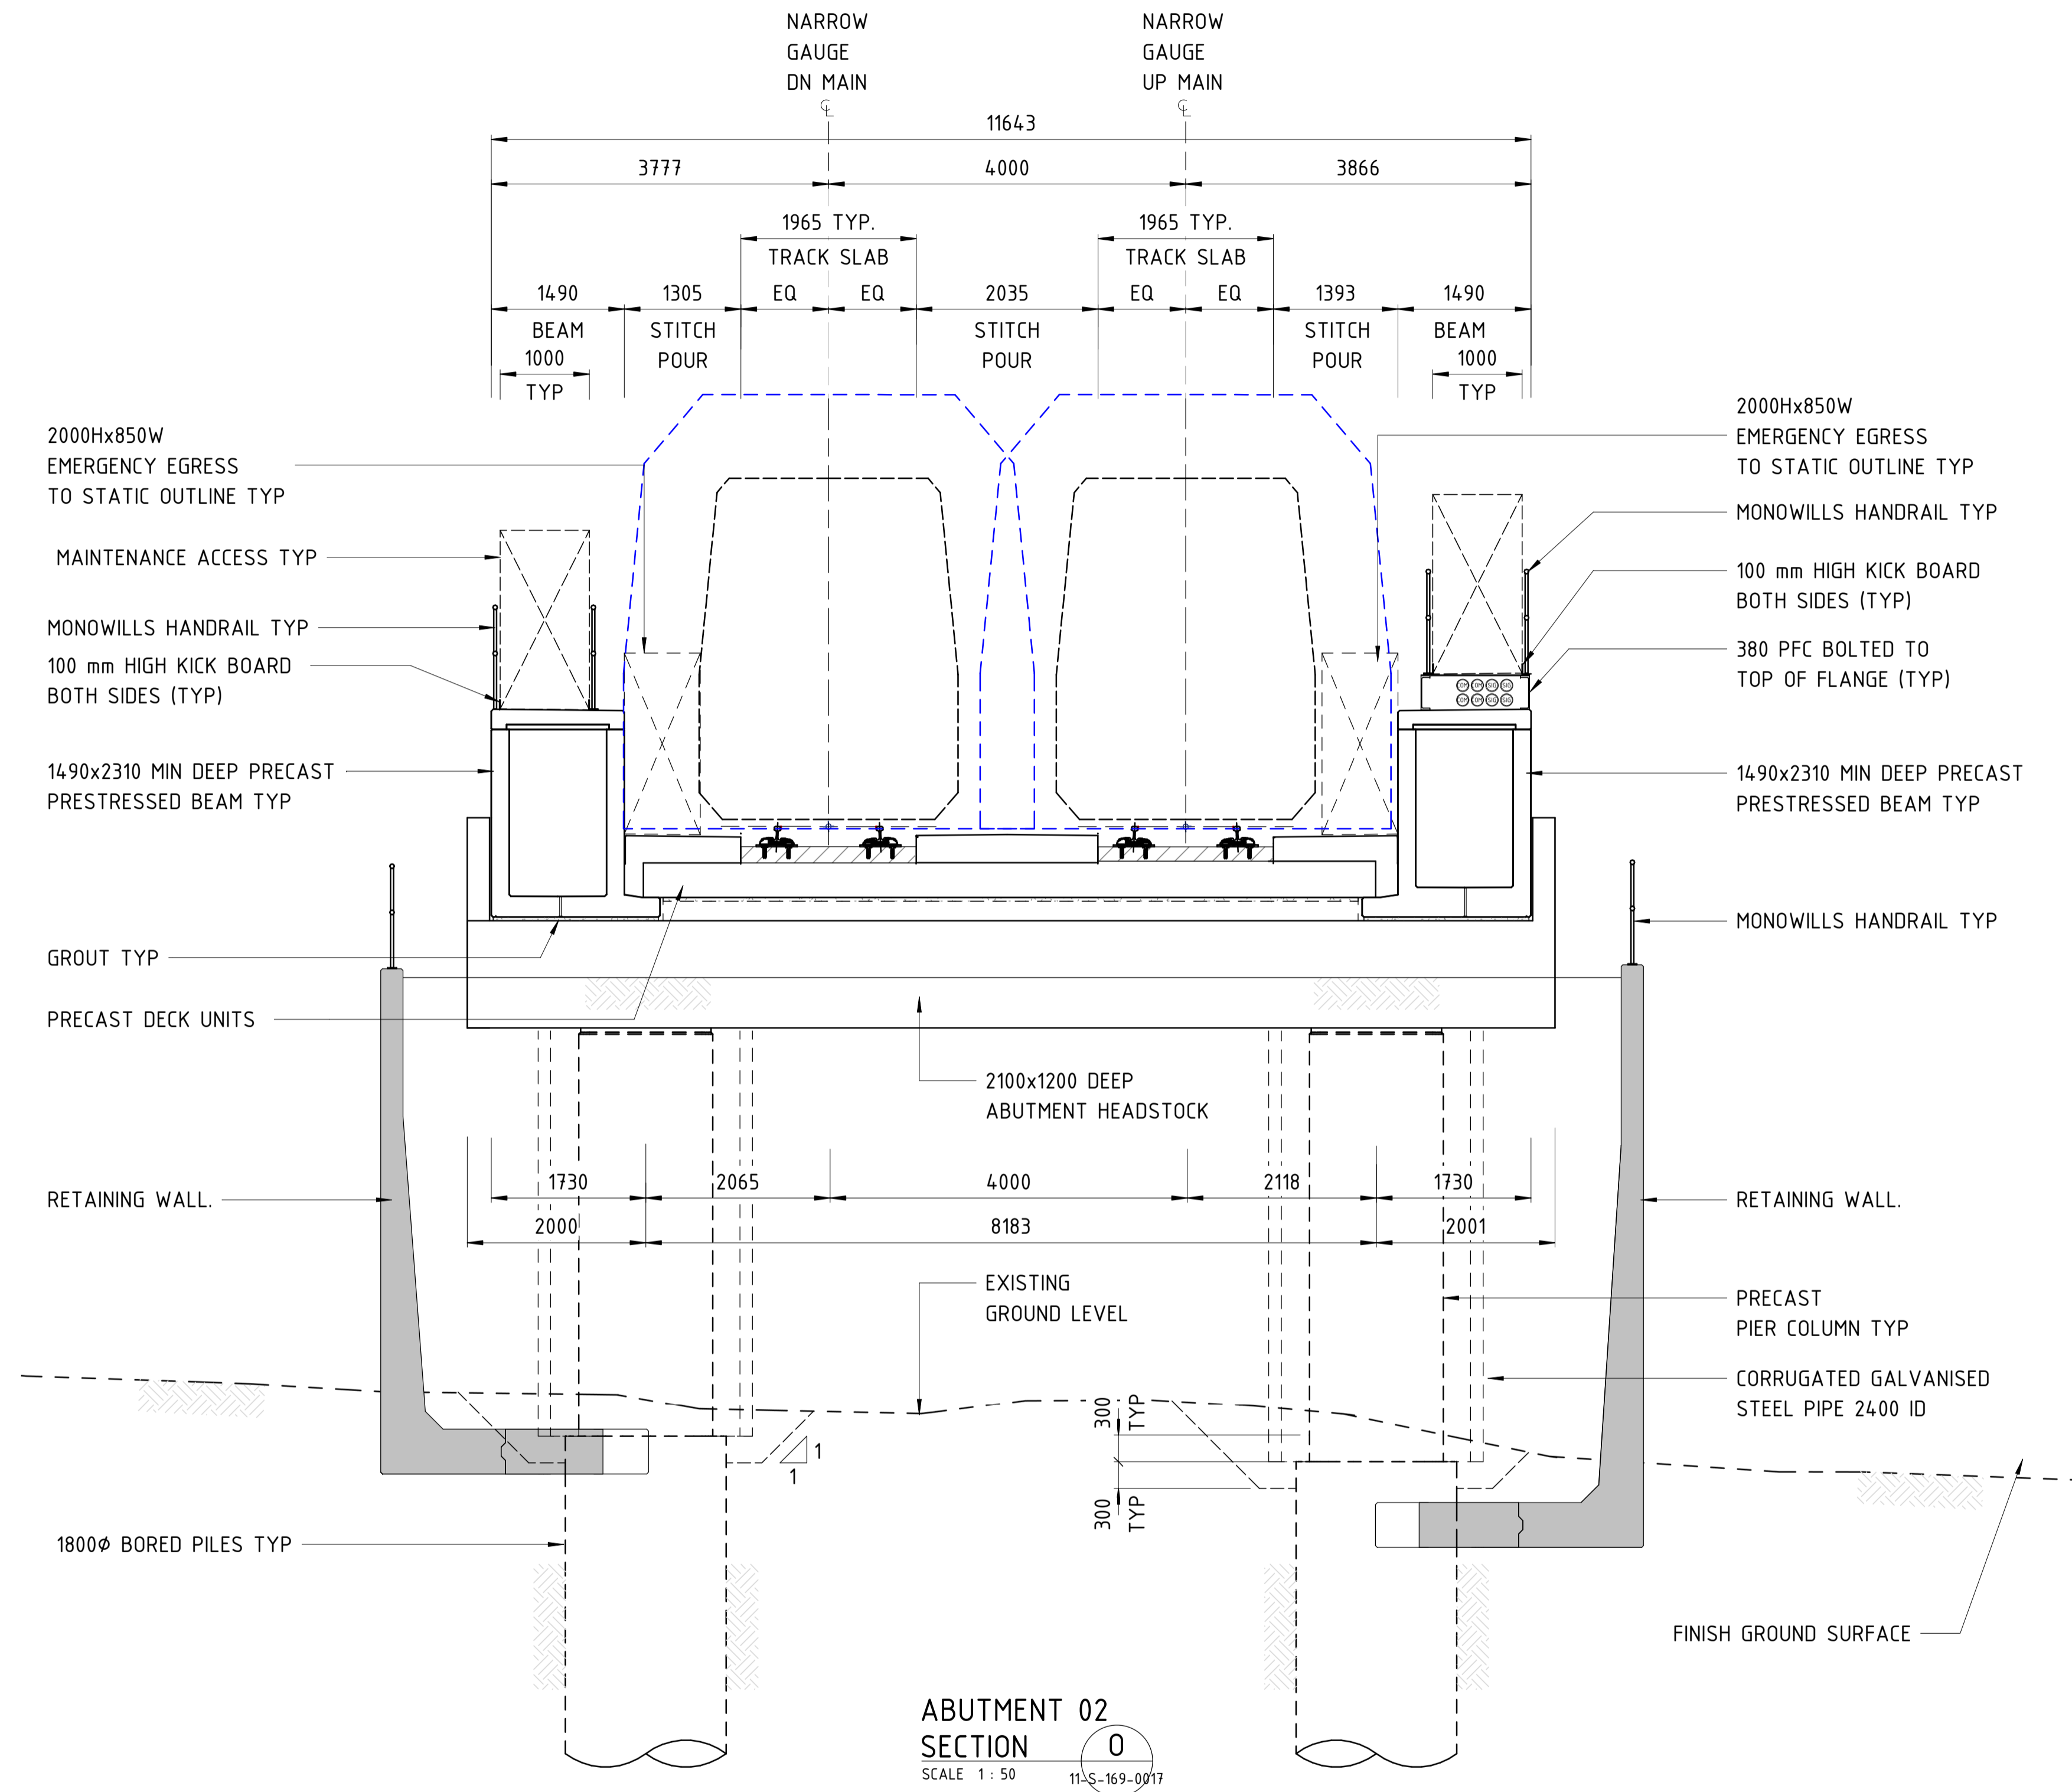 NARROW
GAUGE
DN MAIN
NARROW
GAUGE
UP MAIN
℄
℄
11643
3777
4000
3866
1965 TYP.
TRACK SLAB
1965 TYP.
TRACK SLAB
1490
BEAM
1305
STITCH
POUR
EQ
EQ
2035
STITCH
POUR
EQ
EQ
1393
STITCH
POUR
1490
BEAM
1000
TYP
1000
TYP
2000Hx850W
EMERGENCY EGRESS
TO STATIC OUTLINE TYP
MAINTENANCE ACCESS TYP
MONOWILLS HANDRAIL TYP
100 mm HIGH KICK BOARD
BOTH SIDES (TYP)
1490x2310 MIN DEEP PRECAST
PRESTRESSED BEAM TYP
GROUT TYP
PRECAST DECK UNITS
RETAINING WALL.
1800Ø BORED PILES TYP
2000Hx850W
EMERGENCY EGRESS
TO STATIC OUTLINE TYP
MONOWILLS HANDRAIL TYP
100 mm HIGH KICK BOARD
BOTH SIDES (TYP)
380 PFC BOLTED TO
TOP OF FLANGE (TYP)
COM COM SIG SIG
COM COM SIG SIG
1490x2310 MIN DEEP PRECAST
PRESTRESSED BEAM TYP
MONOWILLS HANDRAIL TYP
RETAINING WALL.
PRECAST
PIER COLUMN TYP
CORRUGATED GALVANISED
STEEL PIPE 2400 ID
FINISH GROUND SURFACE
2100x1200 DEEP
ABUTMENT HEADSTOCK
1730
2065
4000
2118
1730
2000
8183
2001
EXISTING
GROUND LEVEL
300
TYP
300
TYP
1
1
ABUTMENT 02
SECTION
O
SCALE 1 : 50
11-S-169-0017